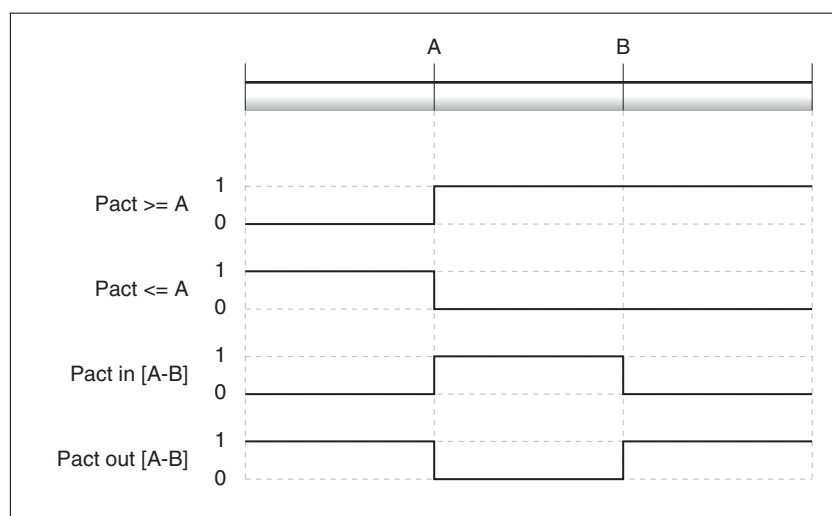 A B
1
Pact >= A
0
1
Pact <= A
0
1
Pact in [A-B]
0
1
Pact out [A-B]
0